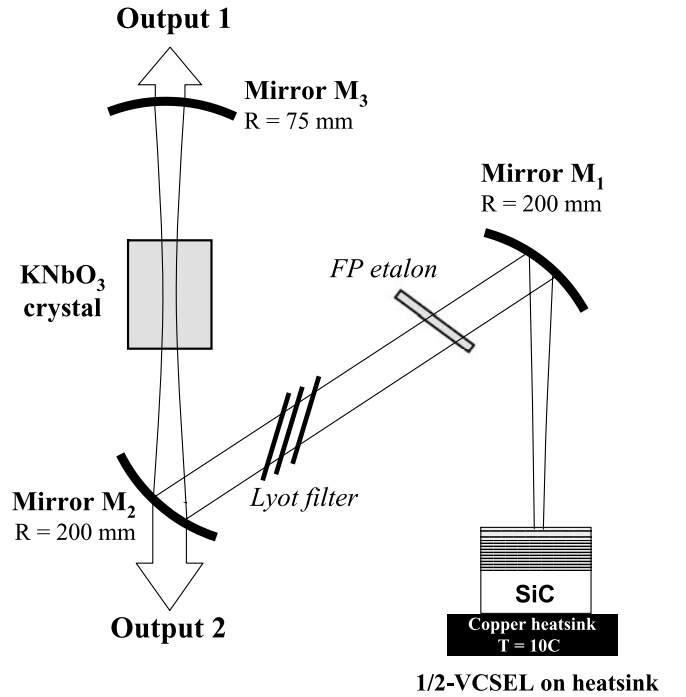 Output 1
Mirror M₃
R = 75 mm
Mirror M₁
R = 200 mm
KNbO₃
crystal
FP etalon
Lyot filter
Mirror M₂
R = 200 mm
Output 2
SiC
Copper heatsink
T = 10C
1/2-VCSEL on heatsink